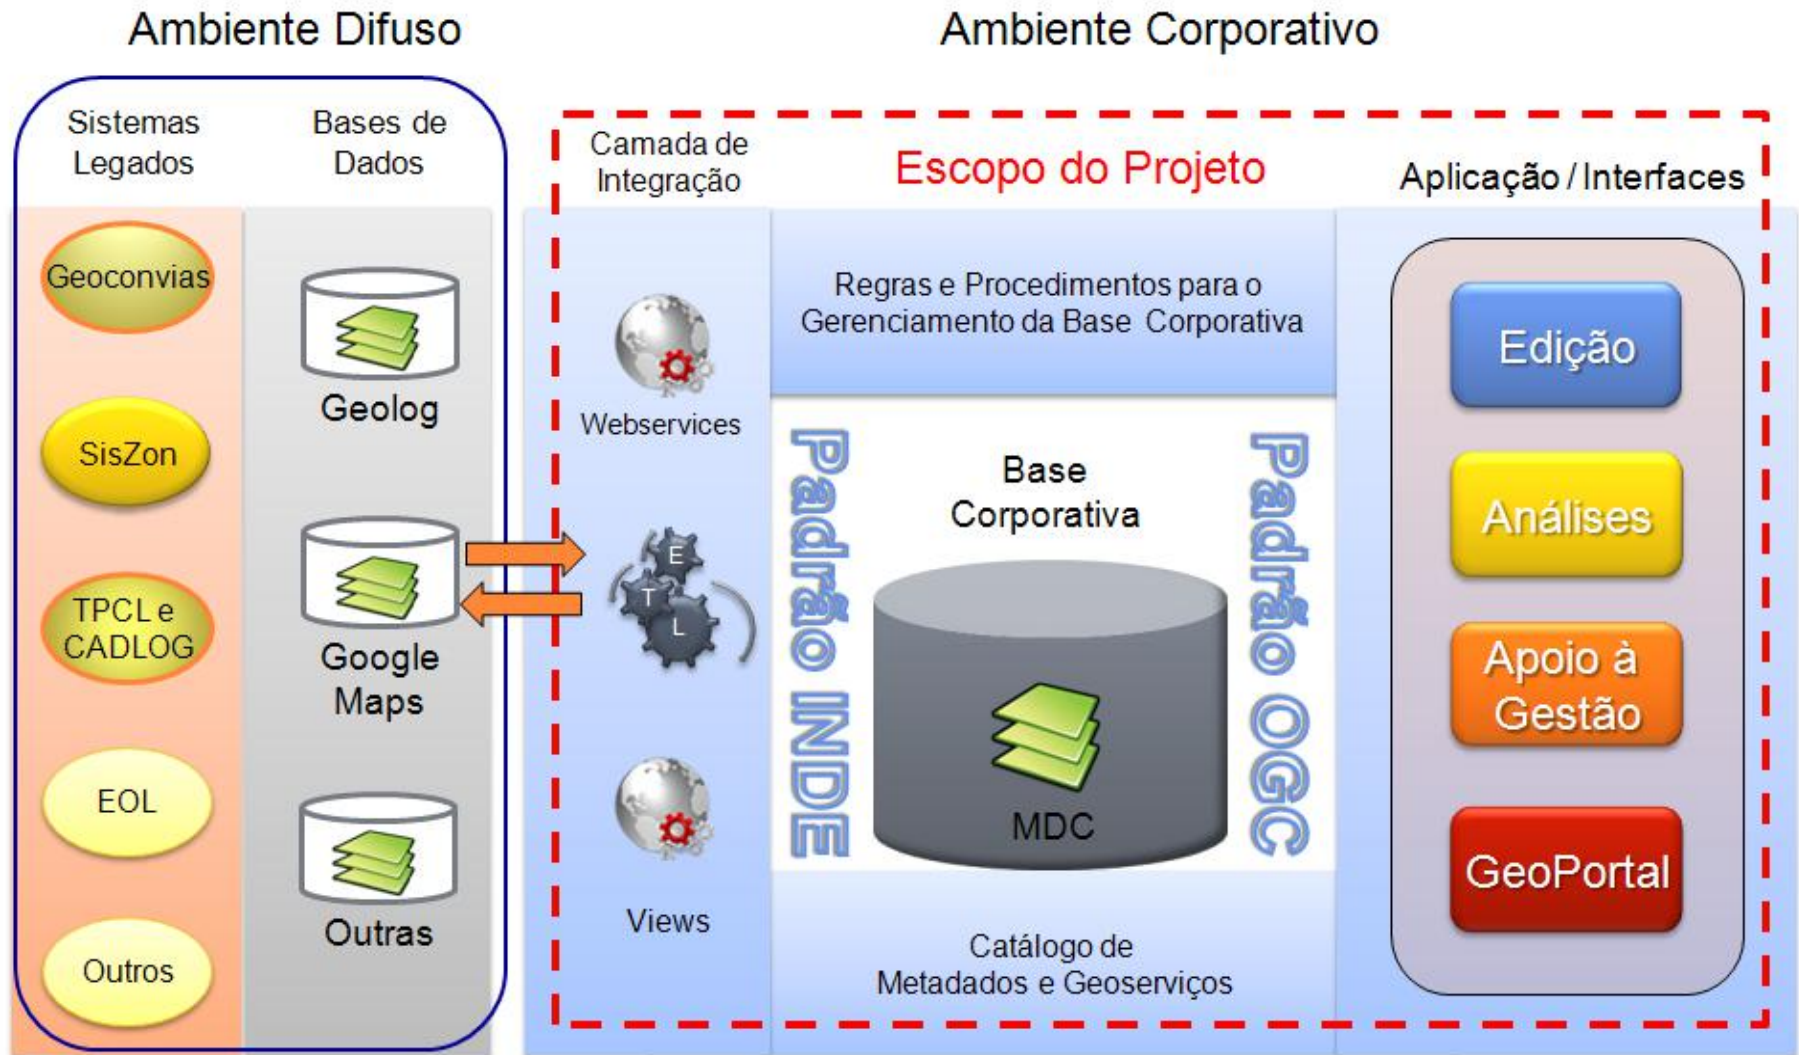 Ambiente Difuso
Ambiente Corporativo
Sistemas
Legados
Bases de
Dados
Camada de
Integração
Escopo do Projeto
Aplicação / Interfaces
Geoconvias
SisZon
TPCL e
CADLOG
EOL
Outros
Geolog
Google
Maps
Outras
Webservices
E
T
L
Views
Regras e Procedimentos para o
Gerenciamento da Base Corporativa
Padrão INDE
Base
Corporativa
MDC
Padrão OGC
Catálogo de
Metadados e Geoserviços
Edição
Análises
Apoio à
Gestão
GeoPortal